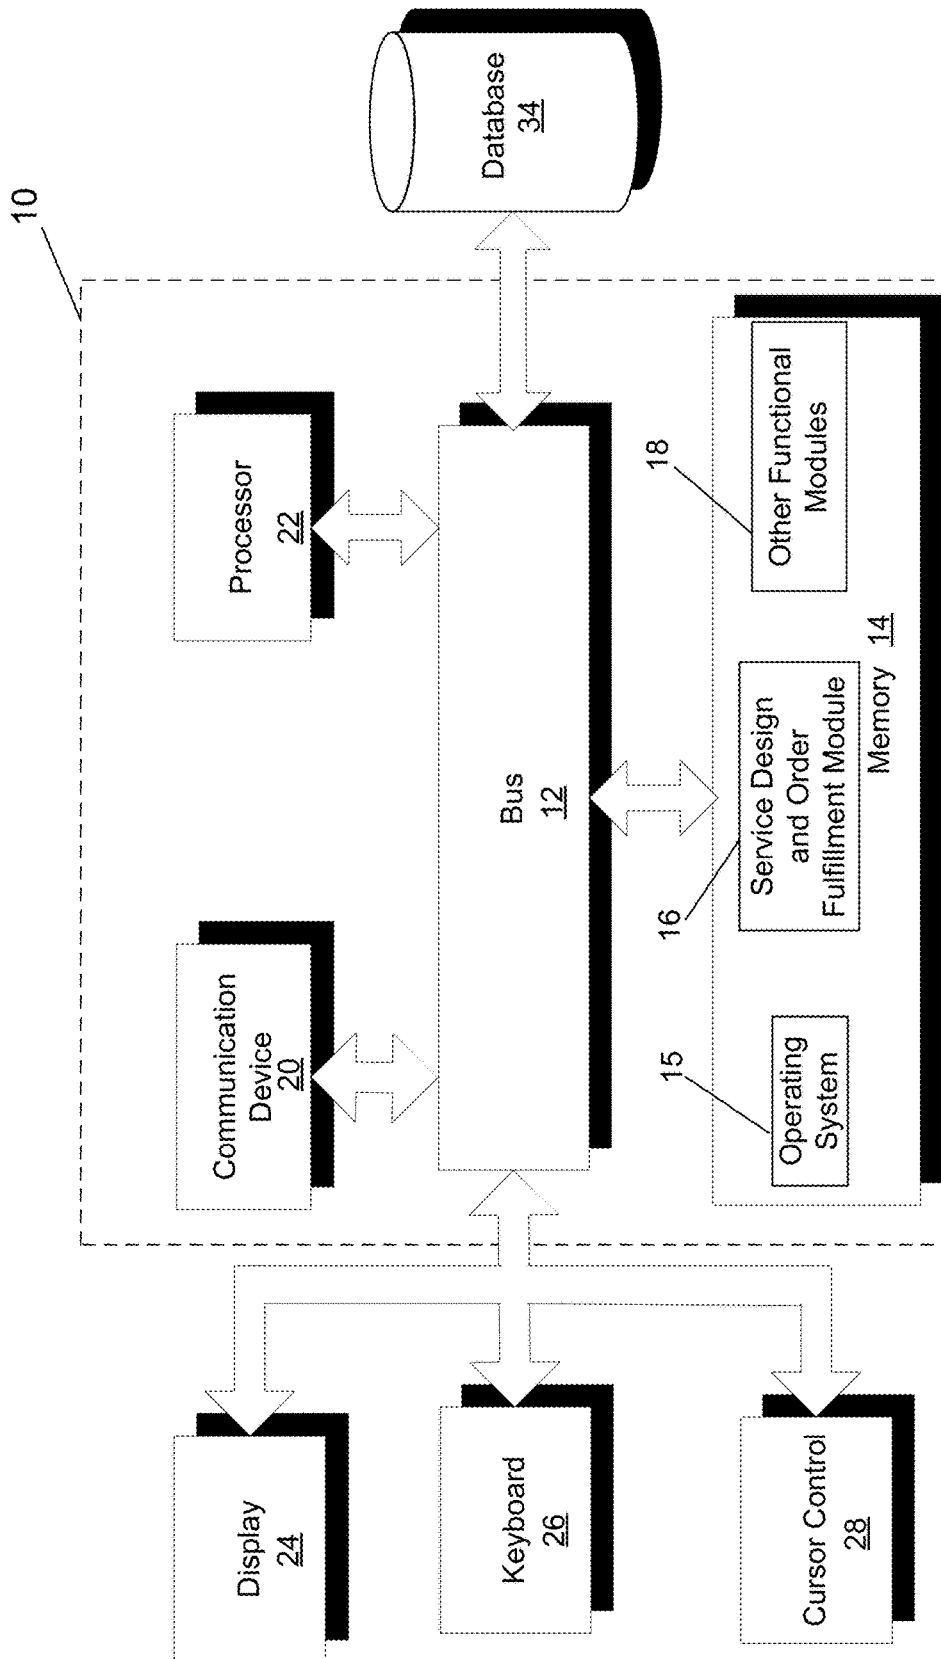 10
Communication
Device
20
Processor
22
Display
24
Keyboard
26
Cursor Control
28
Bus
12
Database
34
15
Operating
System
16
Service Design
and Order
Fulfillment Module
18
Other Functional
Modules
Memory 14